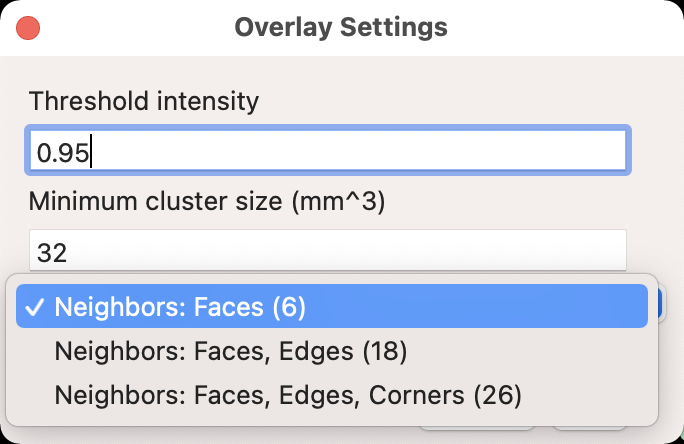 Overlay Settings
Threshold intensity
0.95
Minimum cluster size (mm^3)
32
✓ Neighbors: Faces (6)
Neighbors: Faces, Edges (18)
Neighbors: Faces, Edges, Corners (26)